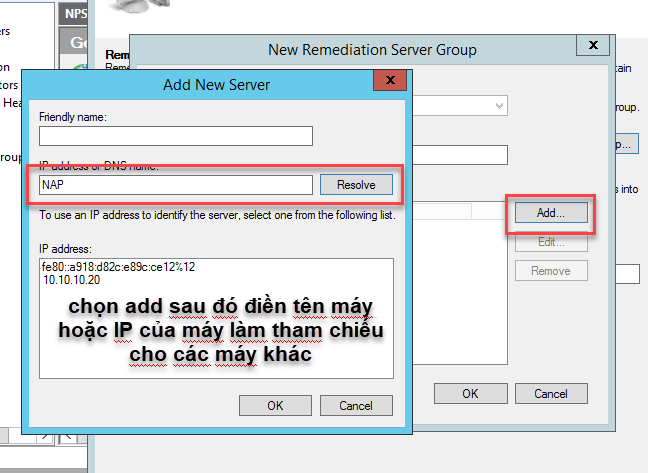 NPS
ers
Ge
on
tors
Hea
group
Rem
Reme
New Remediation Server Group
x
tain
group.
p...
s into
Add...
Edit...
Remove
OK
Cancel
Add New Server
x
Friendly name:
IP address or DNS name:
NAP
Resolve
To use an IP address to identify the server, select one from the following list.
IP address:
fe80::a918:d82c:e89c:ce12%12
10.10.10.20
chọn add sau đó điền tên máy
hoặc IP của máy làm tham chiếu
cho các máy khác
OK
Cancel